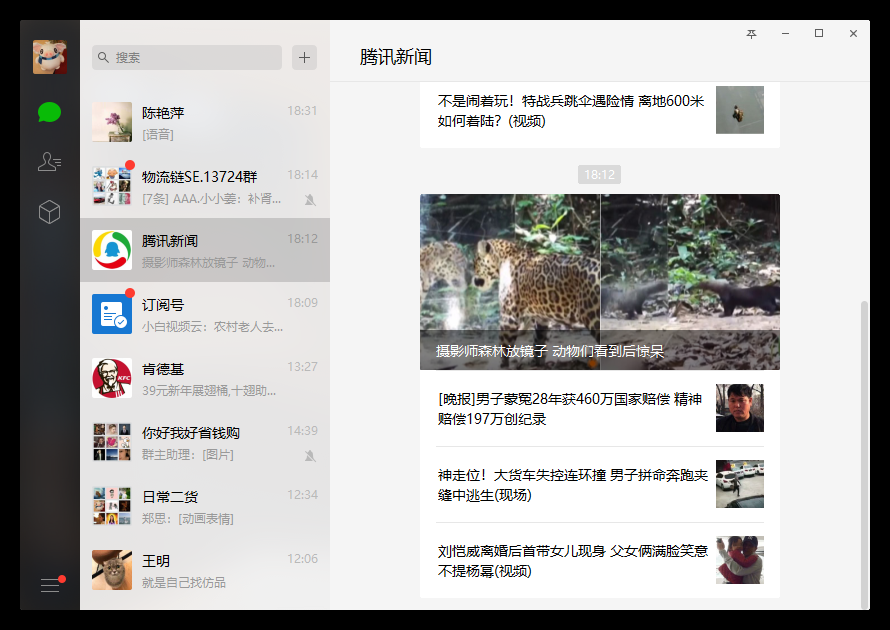 搜索
陈艳萍 18:31
[语音]
物流链SE.13724群 18:14
[7条] AAA.小小姜：补肾...
腾讯新闻 18:12
摄影师森林放镜子 动物...
订阅号 18:09
小白视频云：农村老人去...
肯德基 13:27
39元新年展翅桶,十翅助...
KFC
你好我好省钱购 14:39
群主助理：[图片]
日常二货 12:34
郑思：[动画表情]
王明 12:06
就是自己找仿品
腾讯新闻
不是闹着玩！特战兵跳伞遇险情 离地600米
如何着陆？(视频)
18:12
摄影师森林放镜子 动物们看到后惊呆
[晚报]男子蒙冤28年获460万国家赔偿 精神
赔偿197万创纪录
神走位！大货车失控连环撞 男子拼命奔跑夹
缝中逃生(现场)
刘恺威离婚后首带女儿现身 父女俩满脸笑意
不提杨幂(视频)